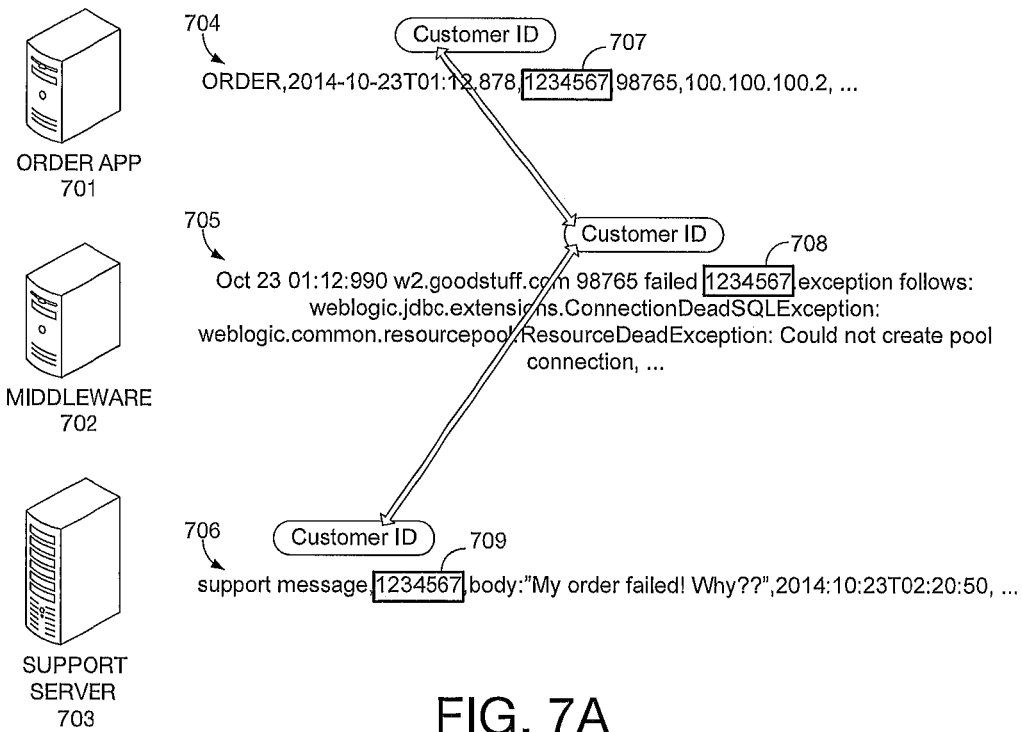 704
Customer ID
707
ORDER,2014-10-23T01:12.878,1234567,98765,100.100.100.2, ...
ORDER APP
701
705
Customer ID
708
Oct 23 01:12:990 w2.goodstuff.com 98765 failed 1234567,exception follows:
weblogic.jdbc.extensions.ConnectionDeadSQLException:
weblogic.common.resourcepool.ResourceDeadException: Could not create pool
connection, ...
MIDDLEWARE
702
706
Customer ID
709
support message,1234567,body:"My order failed! Why??",2014:10:23T02:20:50, ...
SUPPORT
SERVER
703
FIG. 7A